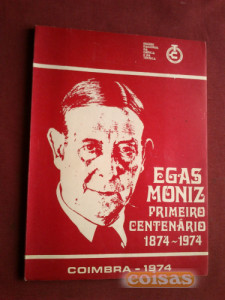 EGAS
MONIZ
PRIMEIRO
CENTENÁRIO
1874-1974
COIMBRA - 1974
coisas